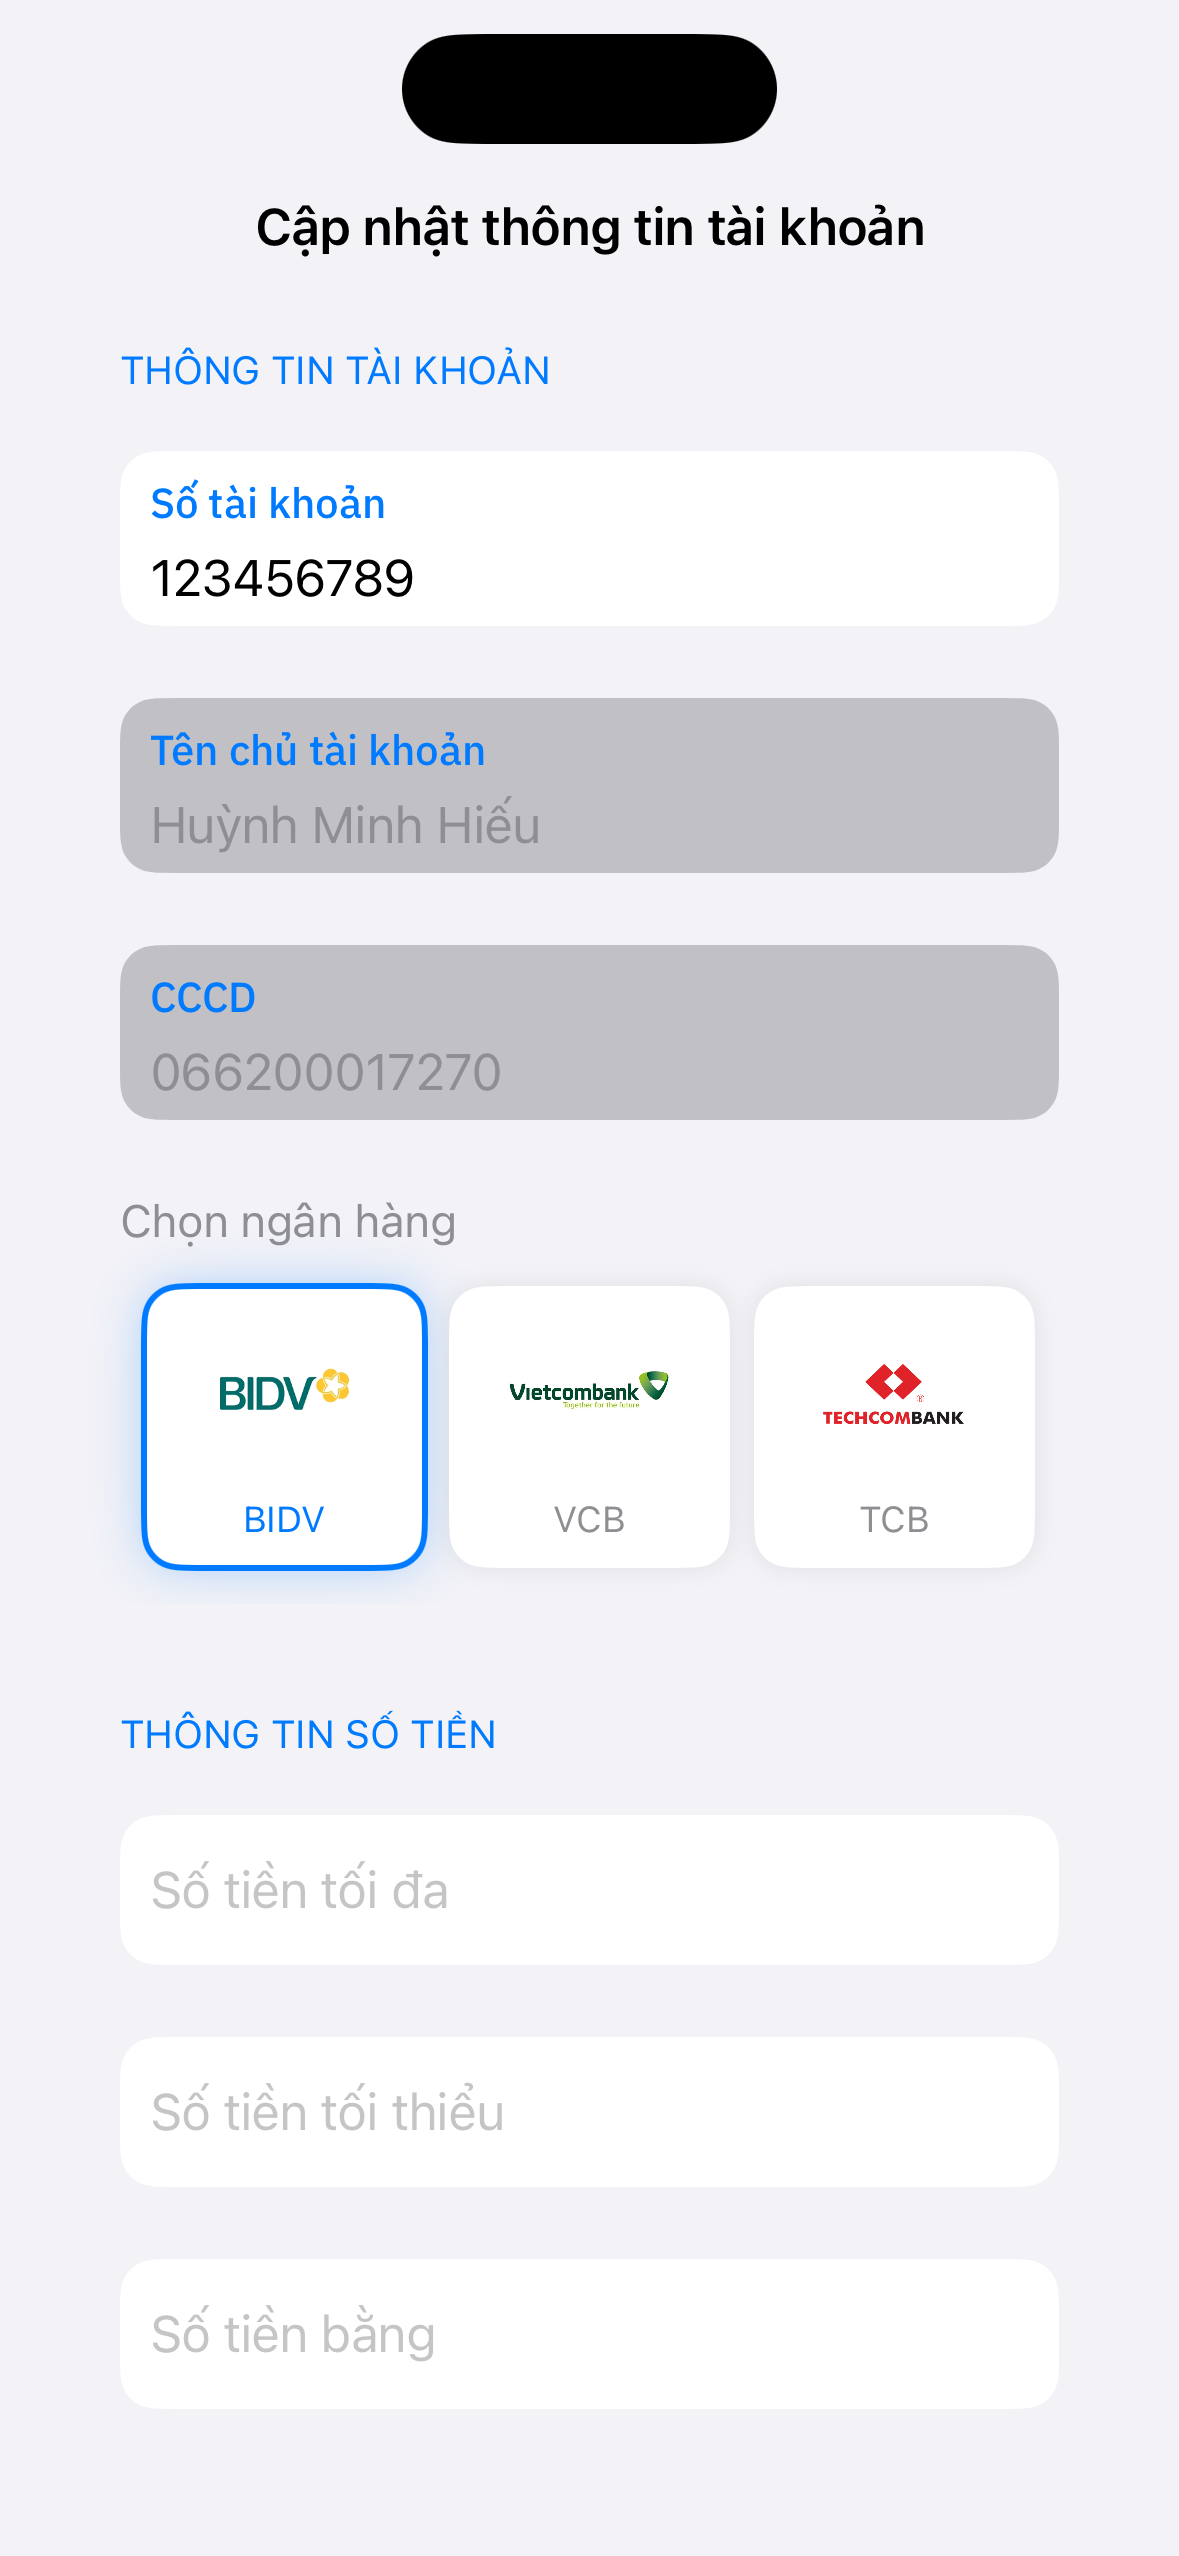 Cập nhật thông tin tài khoản
THÔNG TIN TÀI KHOẢN
Số tài khoản
123456789
Tên chủ tài khoản
Huỳnh Minh Hiếu
CCCD
066200017270
Chọn ngân hàng
BIDV
Vietcombank
Together for the future
TECHCOMBANK
BIDV
VCB
TCB
THÔNG TIN SỐ TIỀN
Số tiền tối đa
Số tiền tối thiểu
Số tiền bằng